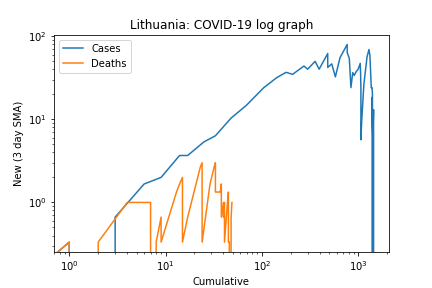 Lithuania: COVID-19 log graph
Cases
Deaths
New (3 day SMA)
10²
10¹
10⁰
10⁰ 10¹ 10² 10³
Cumulative